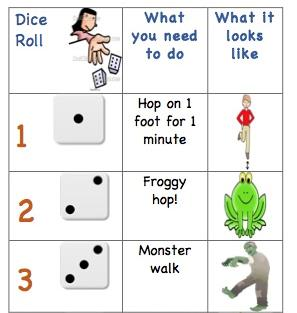 Dice
Roll
What
you need
to do
What it
looks
like
1
Hop on 1
foot for 1
minute
2
Froggy
hop!
3
Monster
walk